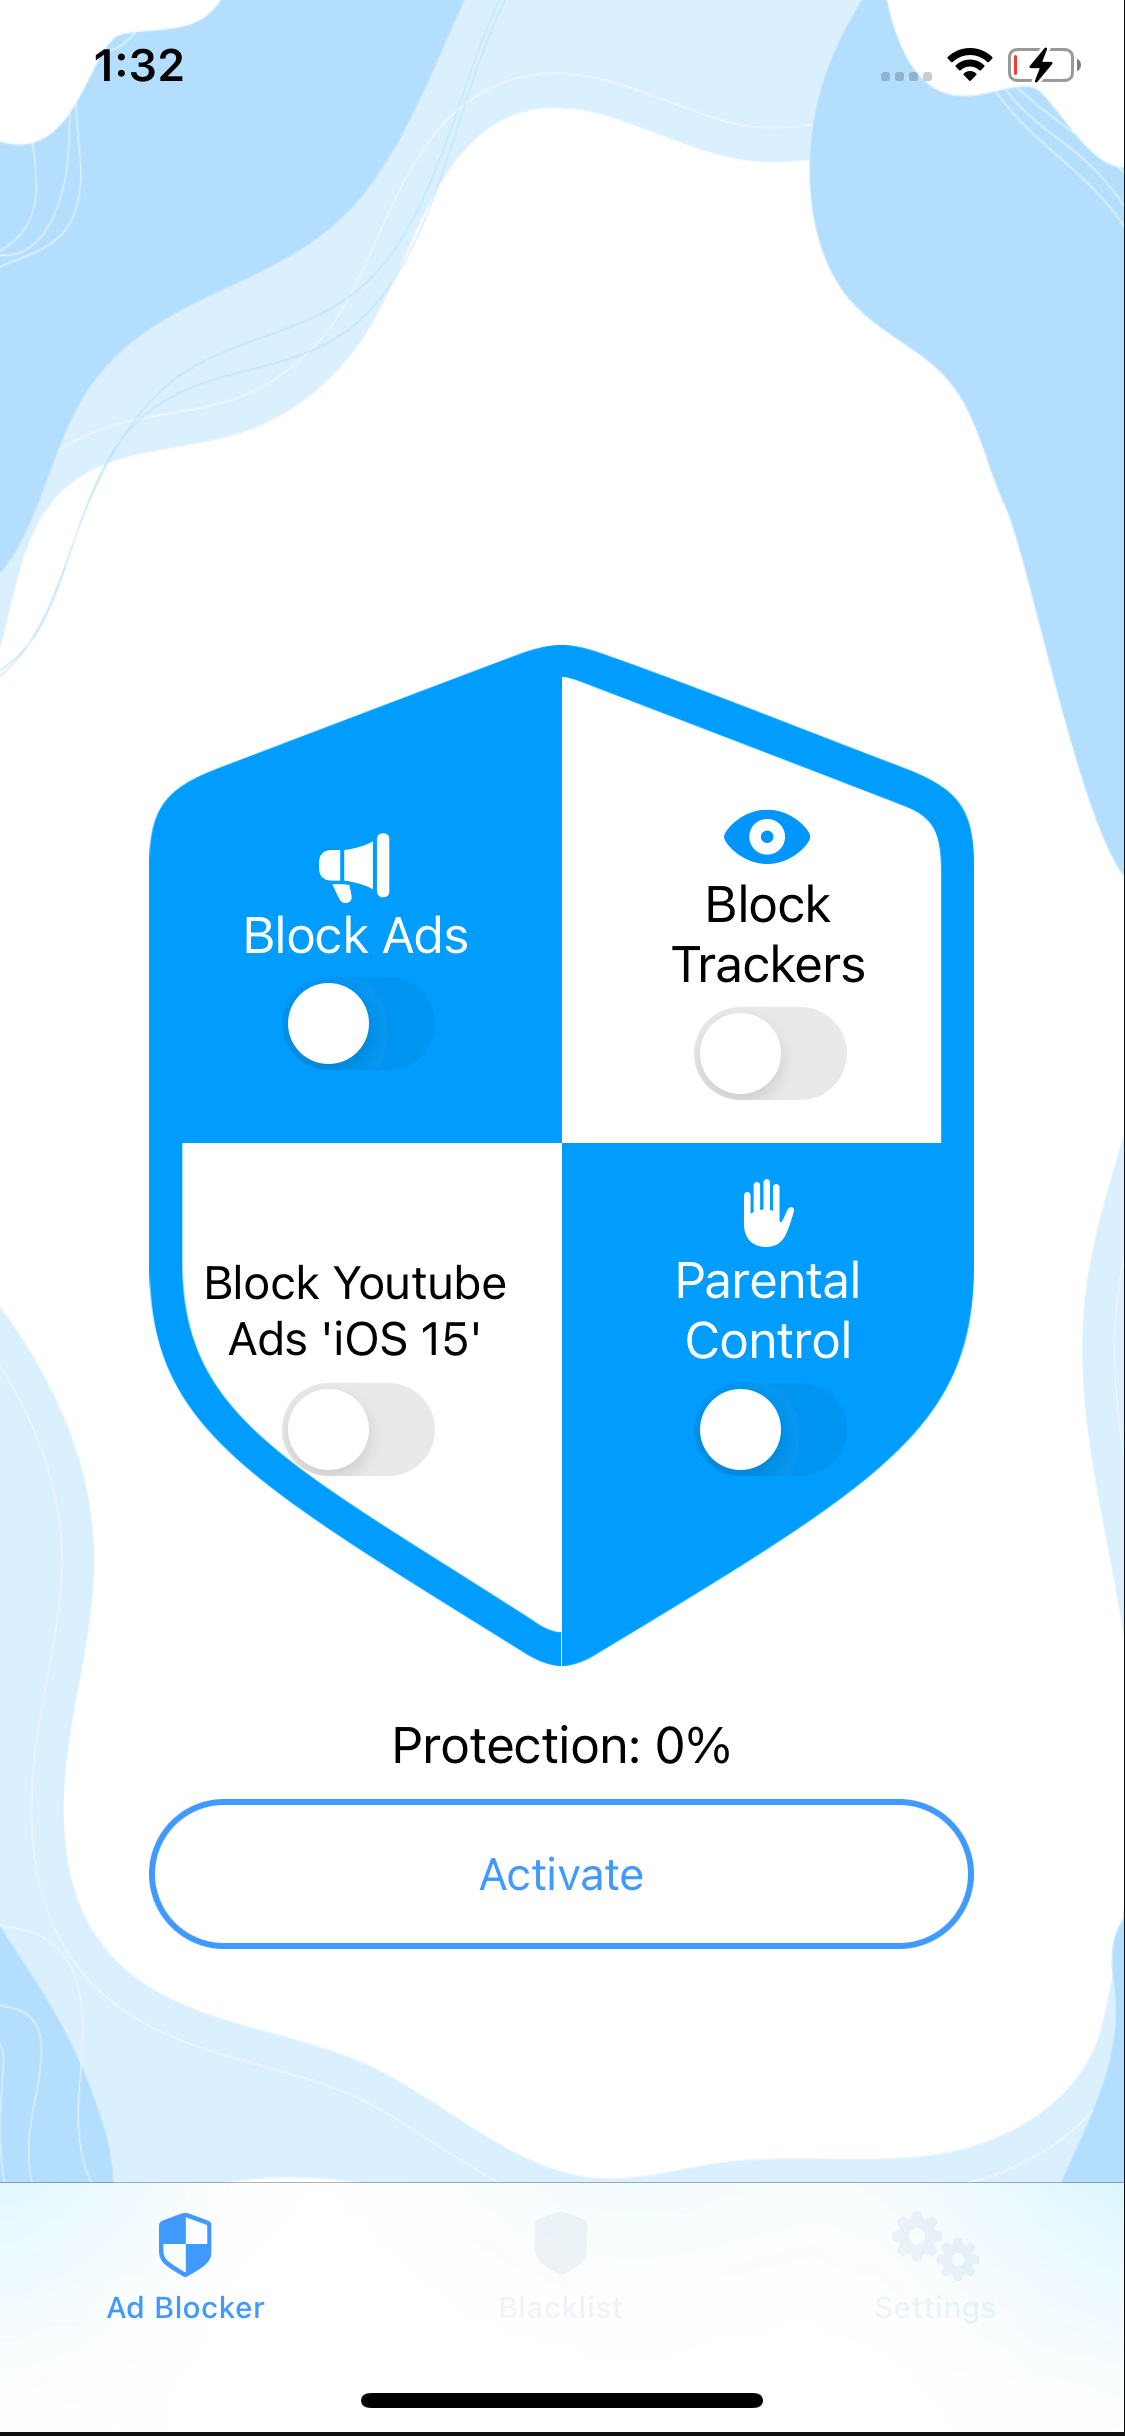 1:32
Block Ads
Block
Trackers
Block Youtube
Ads 'iOS 15'
Parental
Control
Protection: 0%
Activate
Ad Blocker
Blacklist
Settings